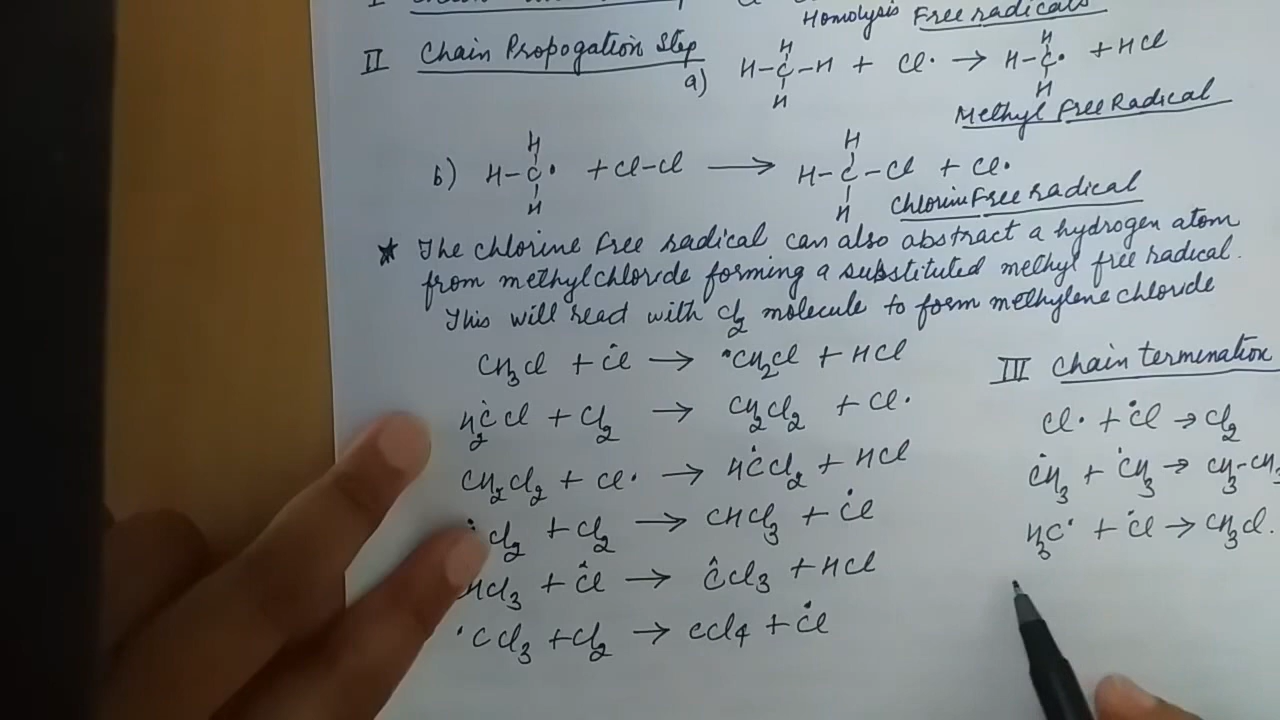 I
Homolysis Free radicals
II Chain Propogation Step
a) H-C-H + Cl· → H-C· + HCl
H H
H H
Methyl Free Radical
b) H-C· + Cl-Cl → H-C-Cl + Cl·
H H
H H
Chlorine Free radical
* The chlorine free radical can also abstract a hydrogen atom
from methylchloride forming a substituted methyl free radical.
This will read with Cl2 molecule to form methylene chloride
CH3Cl + Ċl → ·CH2Cl + HCl
H2ĊCl + Cl2 → CH2Cl2 + Cl·
CH2Cl2 + Cl· → HĊCl2 + HCl
Cl2 + Cl2 → CHCl3 + Ċl
HCl3 + Ċl → ĊCl3 + HCl
·CCl3 + Cl2 → CCl4 + Ċl
III Chain termination
Cl· + Ċl → Cl2
ĊH3 + ĊH3 → CH3-CH3
H3C· + Ċl → CH3Cl.